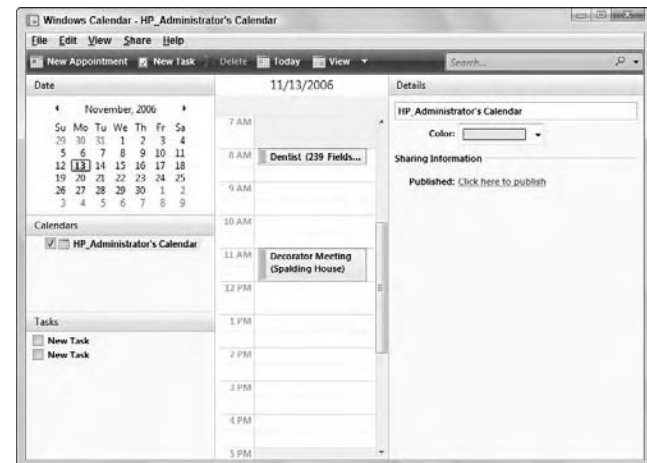 Windows Calendar - HP_Administrator's Calendar
File Edit View Share Help
New Appointment New Task Delete Today View Search...
Date
November, 2006
Su Mo Tu We Th Fr Sa
29 30 31 1 2 3 4
5 6 7 8 9 10 11
12 13 14 15 16 17 18
19 20 21 22 23 24 25
26 27 28 29 30 1 2
3 4 5 6 7 8 9
Calendars
HP_Administrator's Calendar
Tasks
New Task
New Task
11/13/2006
7 AM
8 AM Dentist (239 Fields...
9 AM
10 AM
11 AM Decorator Meeting
(Spalding House)
12 PM
1 PM
2 PM
3 PM
4 PM
5 PM
Details
HP_Administrator's Calendar
Color:
Sharing Information
Published: Click here to publish